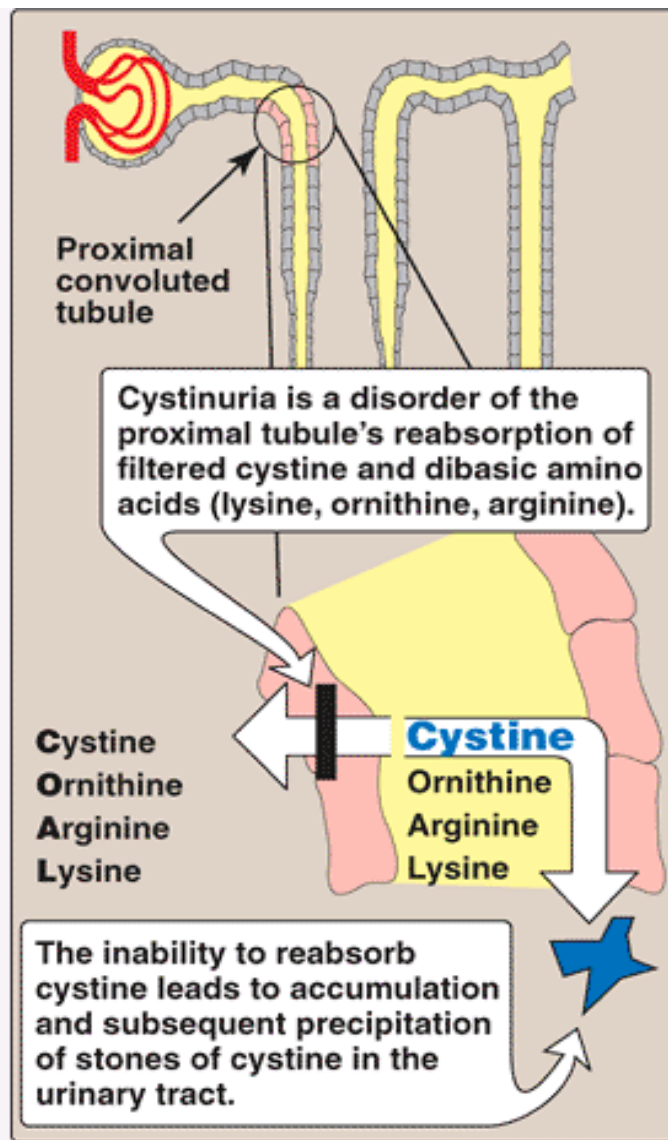 Proximal
convoluted
tubule
Cystinuria is a disorder of the
proximal tubule's reabsorption of
filtered cystine and dibasic amino
acids (lysine, ornithine, arginine).
Cystine
Ornithine
Arginine
Lysine
Cystine
Ornithine
Arginine
Lysine
The inability to reabsorb
cystine leads to accumulation
and subsequent precipitation
of stones of cystine in the
urinary tract.